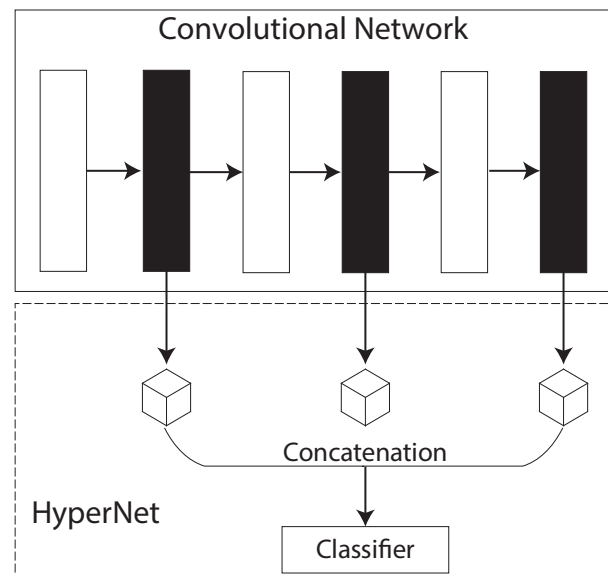 Convolutional Network
Concatenation
HyperNet
Classifier